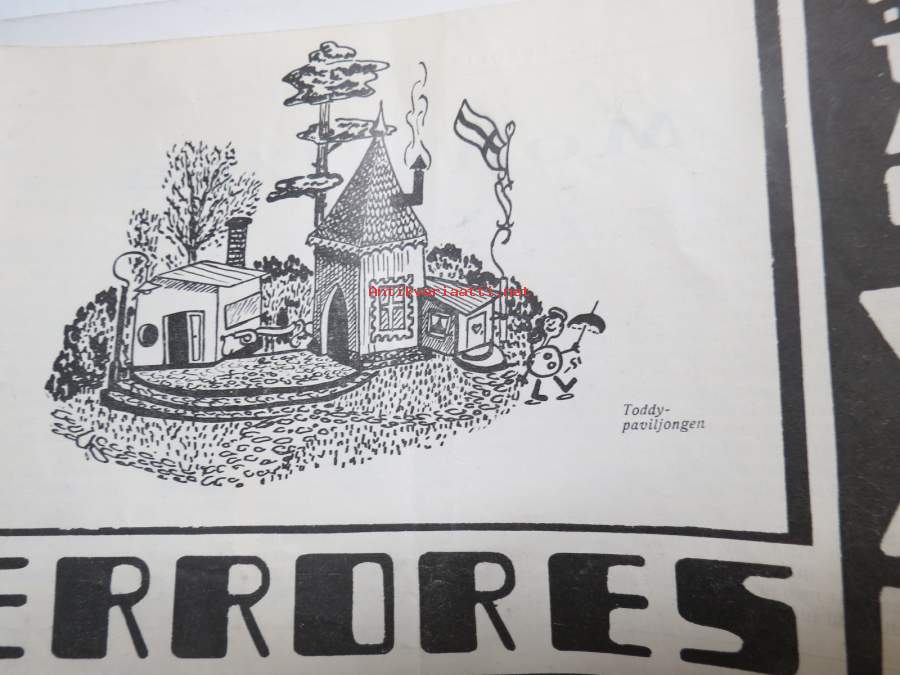 Antikvariaatti.net
Toddy-
paviljongen
ERRORES